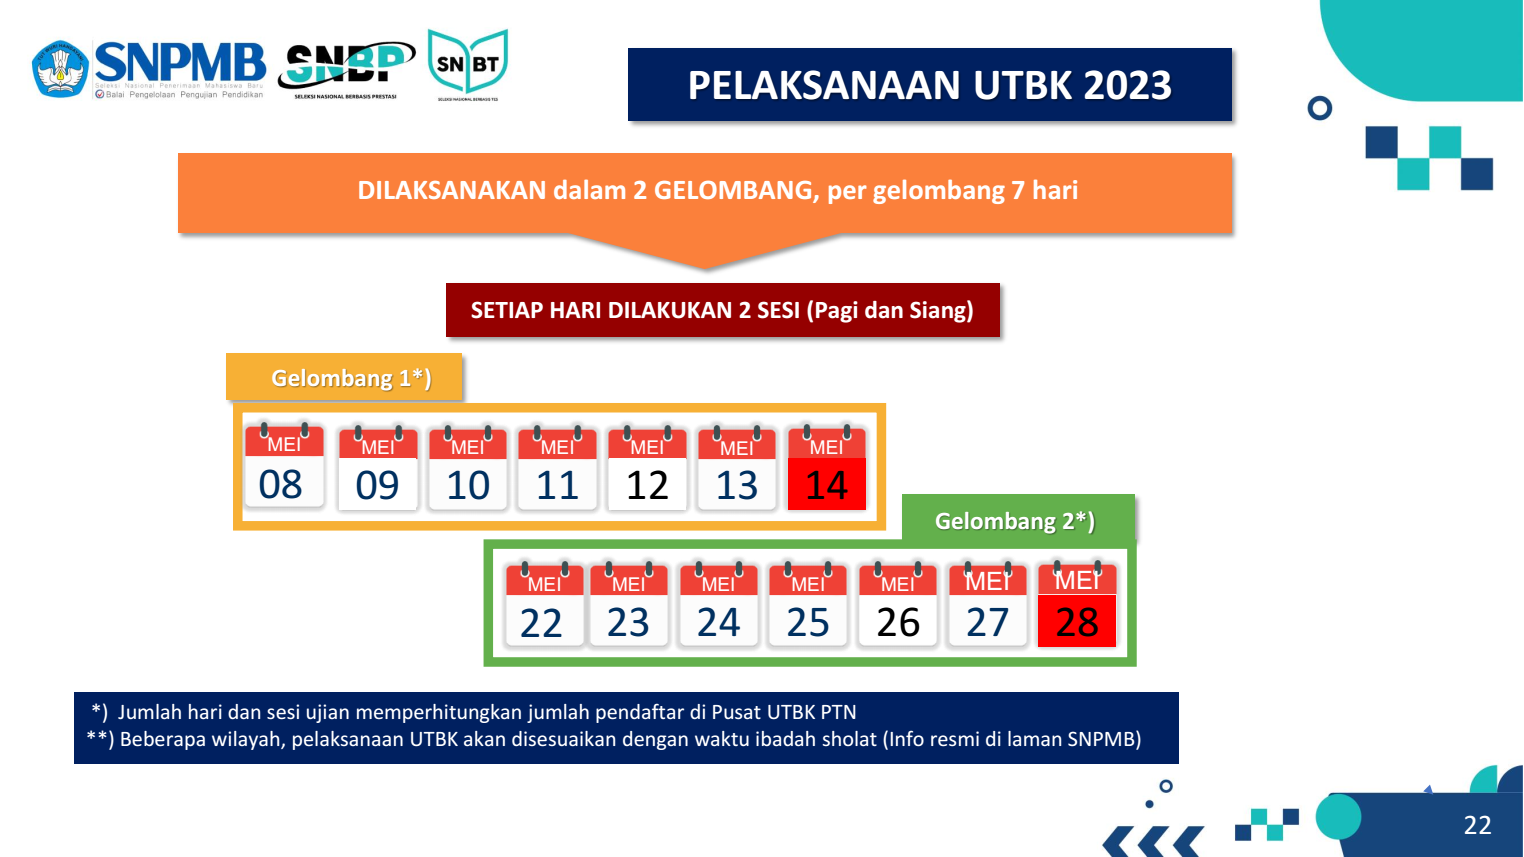 SNPMB
Seleksi Nasional Penerimaan Mahasiswa Baru
Balai Pengelolaan Pengujian Pendidikan
SNBP
SELEKSI NASIONAL BERBASIS PRESTASI
SNBT
SELEKSI NASIONAL BERBASIS TES
PELAKSANAAN UTBK 2023
DILAKSANAKAN dalam 2 GELOMBANG, per gelombang 7 hari
SETIAP HARI DILAKUKAN 2 SESI (Pagi dan Siang)
Gelombang 1*)
MEI MEI MEI MEI MEI MEI MEI
08 09 10 11 12 13 14
Gelombang 2*)
MEI MEI MEI MEI MEI MEI MEI
22 23 24 25 26 27 28
*) Jumlah hari dan sesi ujian memperhitungkan jumlah pendaftar di Pusat UTBK PTN
**) Beberapa wilayah, pelaksanaan UTBK akan disesuaikan dengan waktu ibadah sholat (Info resmi di laman SNPMB)
22